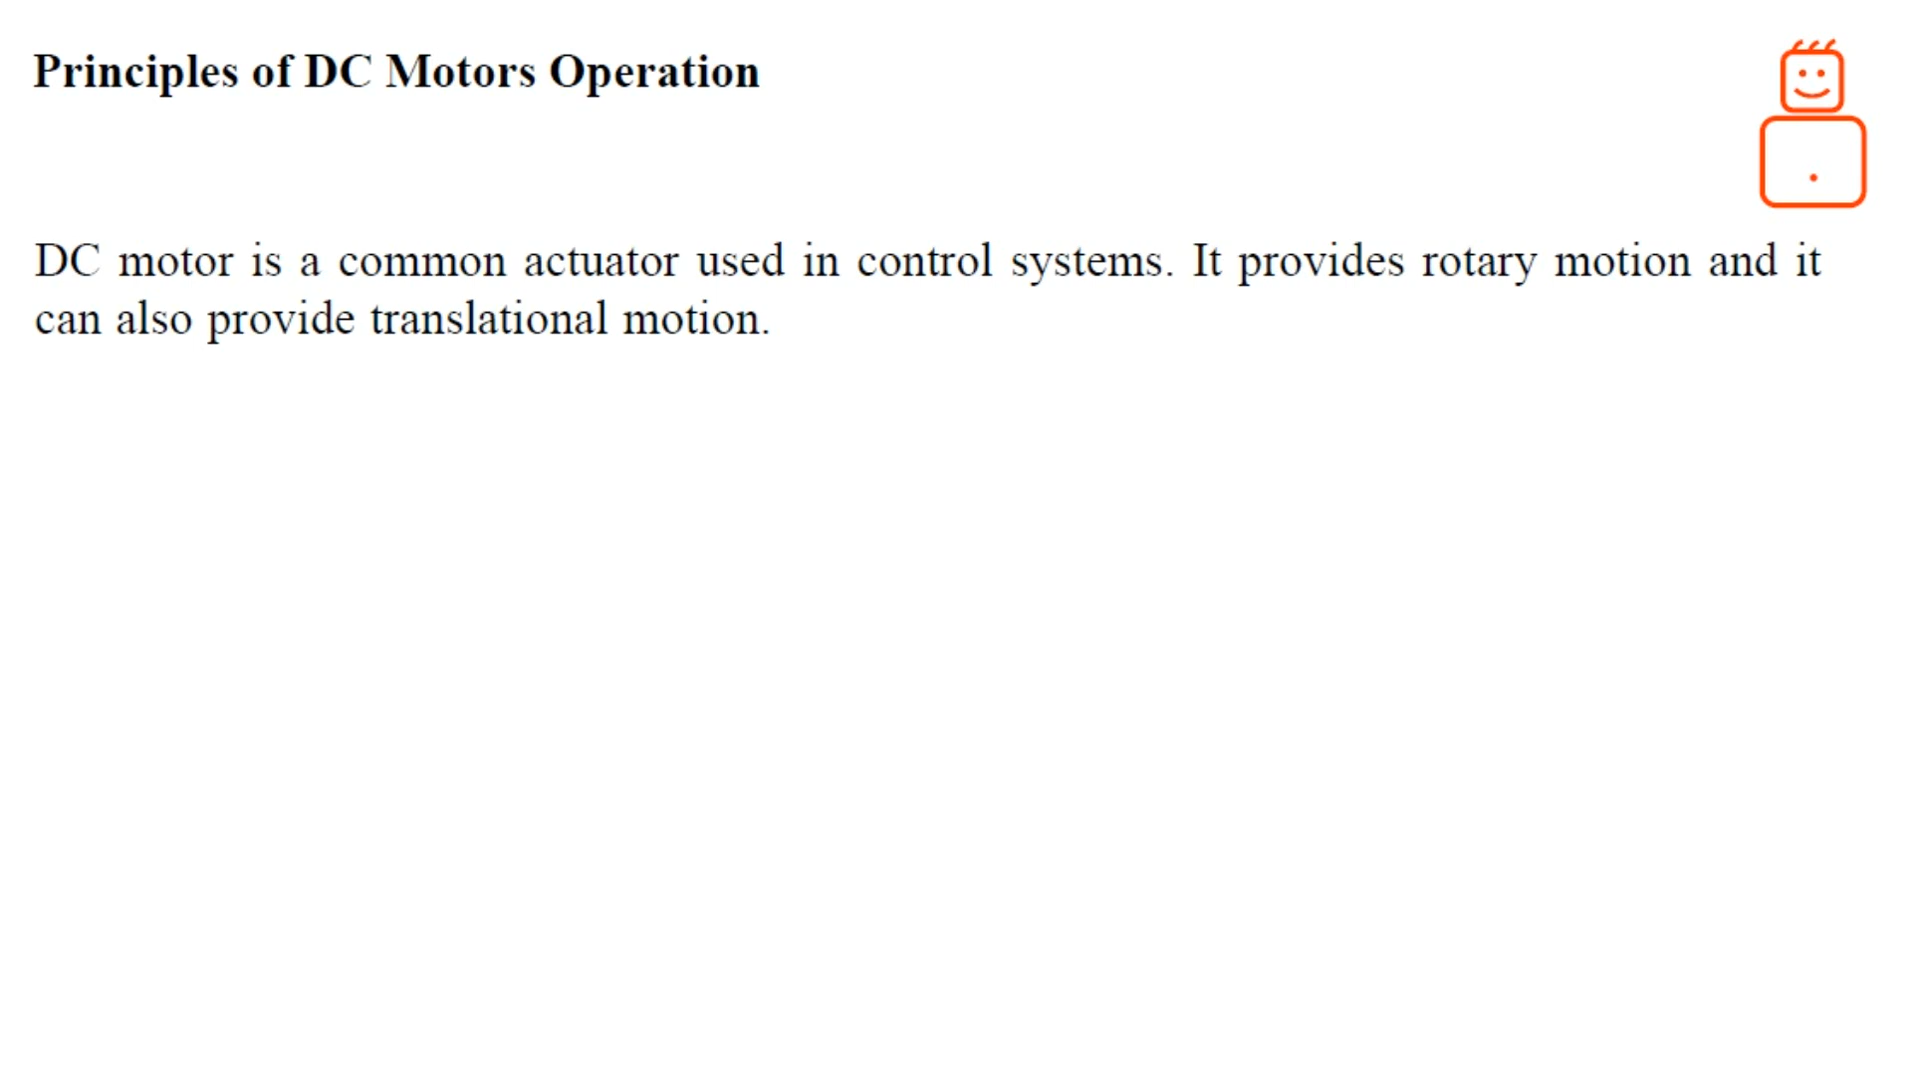 Principles of DC Motors Operation
DC motor is a common actuator used in control systems. It provides rotary motion and it
can also provide translational motion.